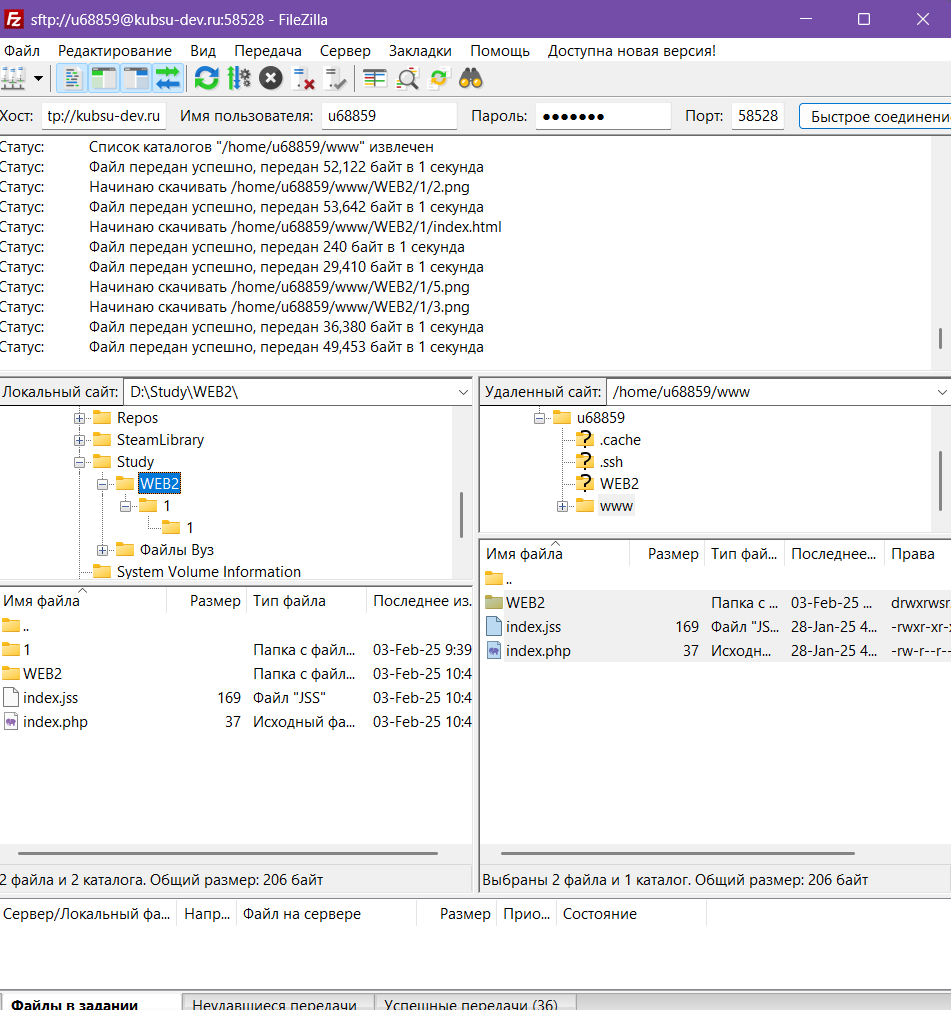 sftp://u68859@kubsu-dev.ru:58528 - FileZilla
Файл Редактирование Вид Передача Сервер Закладки Помощь Доступна новая версия!
Хост: tp://kubsu-dev.ru Имя пользователя: u68859 Пароль: ●●●●●●● Порт: 58528 Быстрое соединени
Статус: Список каталогов "/home/u68859/www" извлечен
Статус: Файл передан успешно, передан 52,122 байт в 1 секунда
Статус: Начинаю скачивать /home/u68859/www/WEB2/1/2.png
Статус: Файл передан успешно, передан 53,642 байт в 1 секунда
Статус: Начинаю скачивать /home/u68859/www/WEB2/1/index.html
Статус: Файл передан успешно, передан 240 байт в 1 секунда
Статус: Файл передан успешно, передан 29,410 байт в 1 секунда
Статус: Начинаю скачивать /home/u68859/www/WEB2/1/5.png
Статус: Начинаю скачивать /home/u68859/www/WEB2/1/3.png
Статус: Файл передан успешно, передан 36,380 байт в 1 секунда
Статус: Файл передан успешно, передан 49,453 байт в 1 секунда
Локальный сайт: D:\Study\WEB2\
Repos
SteamLibrary
Study
WEB2
1
1
Файлы Вуз
System Volume Information
Имя файла Размер Тип файла Последнее из.
..
1 Папка с файл... 03-Feb-25 9:39
WEB2 Папка с файл... 03-Feb-25 10:4
index.jss 169 Файл "JSS" 03-Feb-25 10:4
index.php 37 Исходный фа... 03-Feb-25 10:4
2 файла и 2 каталога. Общий размер: 206 байт
Удаленный сайт: /home/u68859/www
u68859
.cache
.ssh
WEB2
www
Имя файла Размер Тип фай... Последнее... Права
..
WEB2 Папка с ... 03-Feb-25 ... drwxrwsr
index.jss 169 Файл "JS... 28-Jan-25 4... -rwxr-xr-x
index.php 37 Исходн... 28-Jan-25 4... -rw-r--r--
Выбраны 2 файла и 1 каталог. Общий размер: 206 байт
Сервер/Локальный фа... Напр... Файл на сервере Размер Прио... Состояние
Файлы в задании Неудавшиеся передачи Успешные передачи (36)